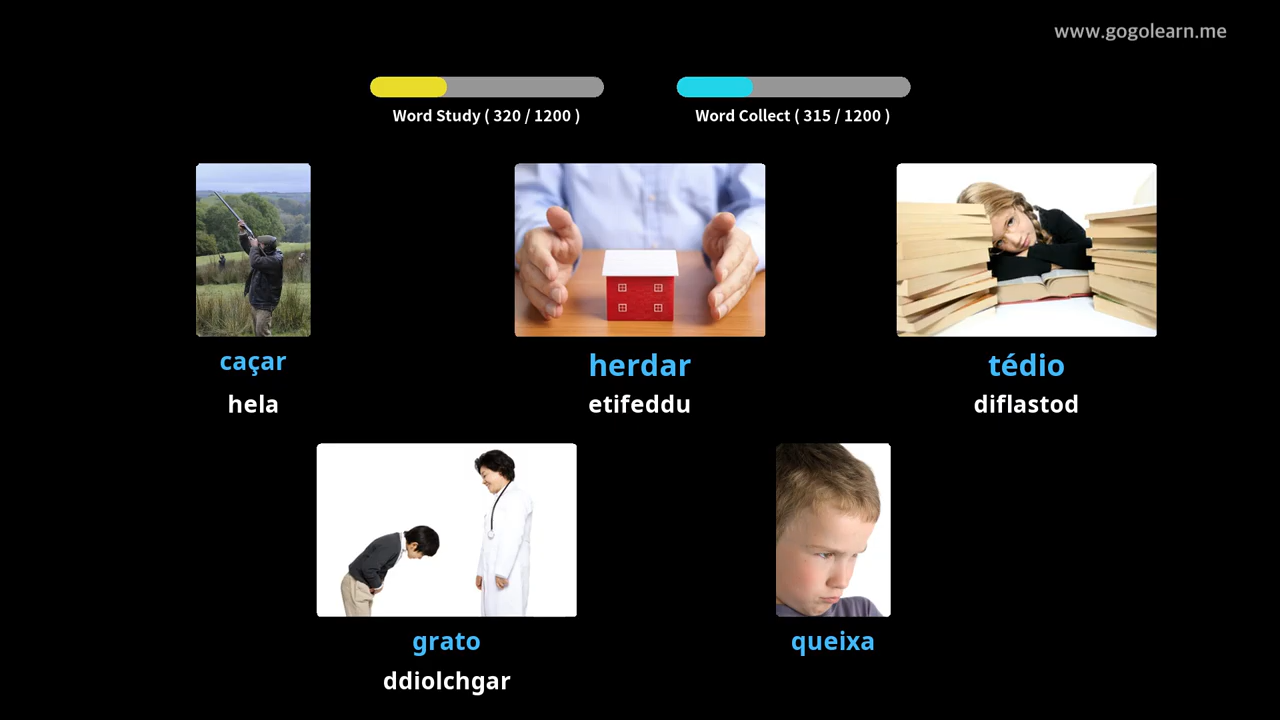 www.gogolearn.me
Word Study ( 320 / 1200 )
Word Collect ( 315 / 1200 )
caçar
hela
herdar
etifeddu
tédio
diflastod
grato
ddiolchgar
queixa